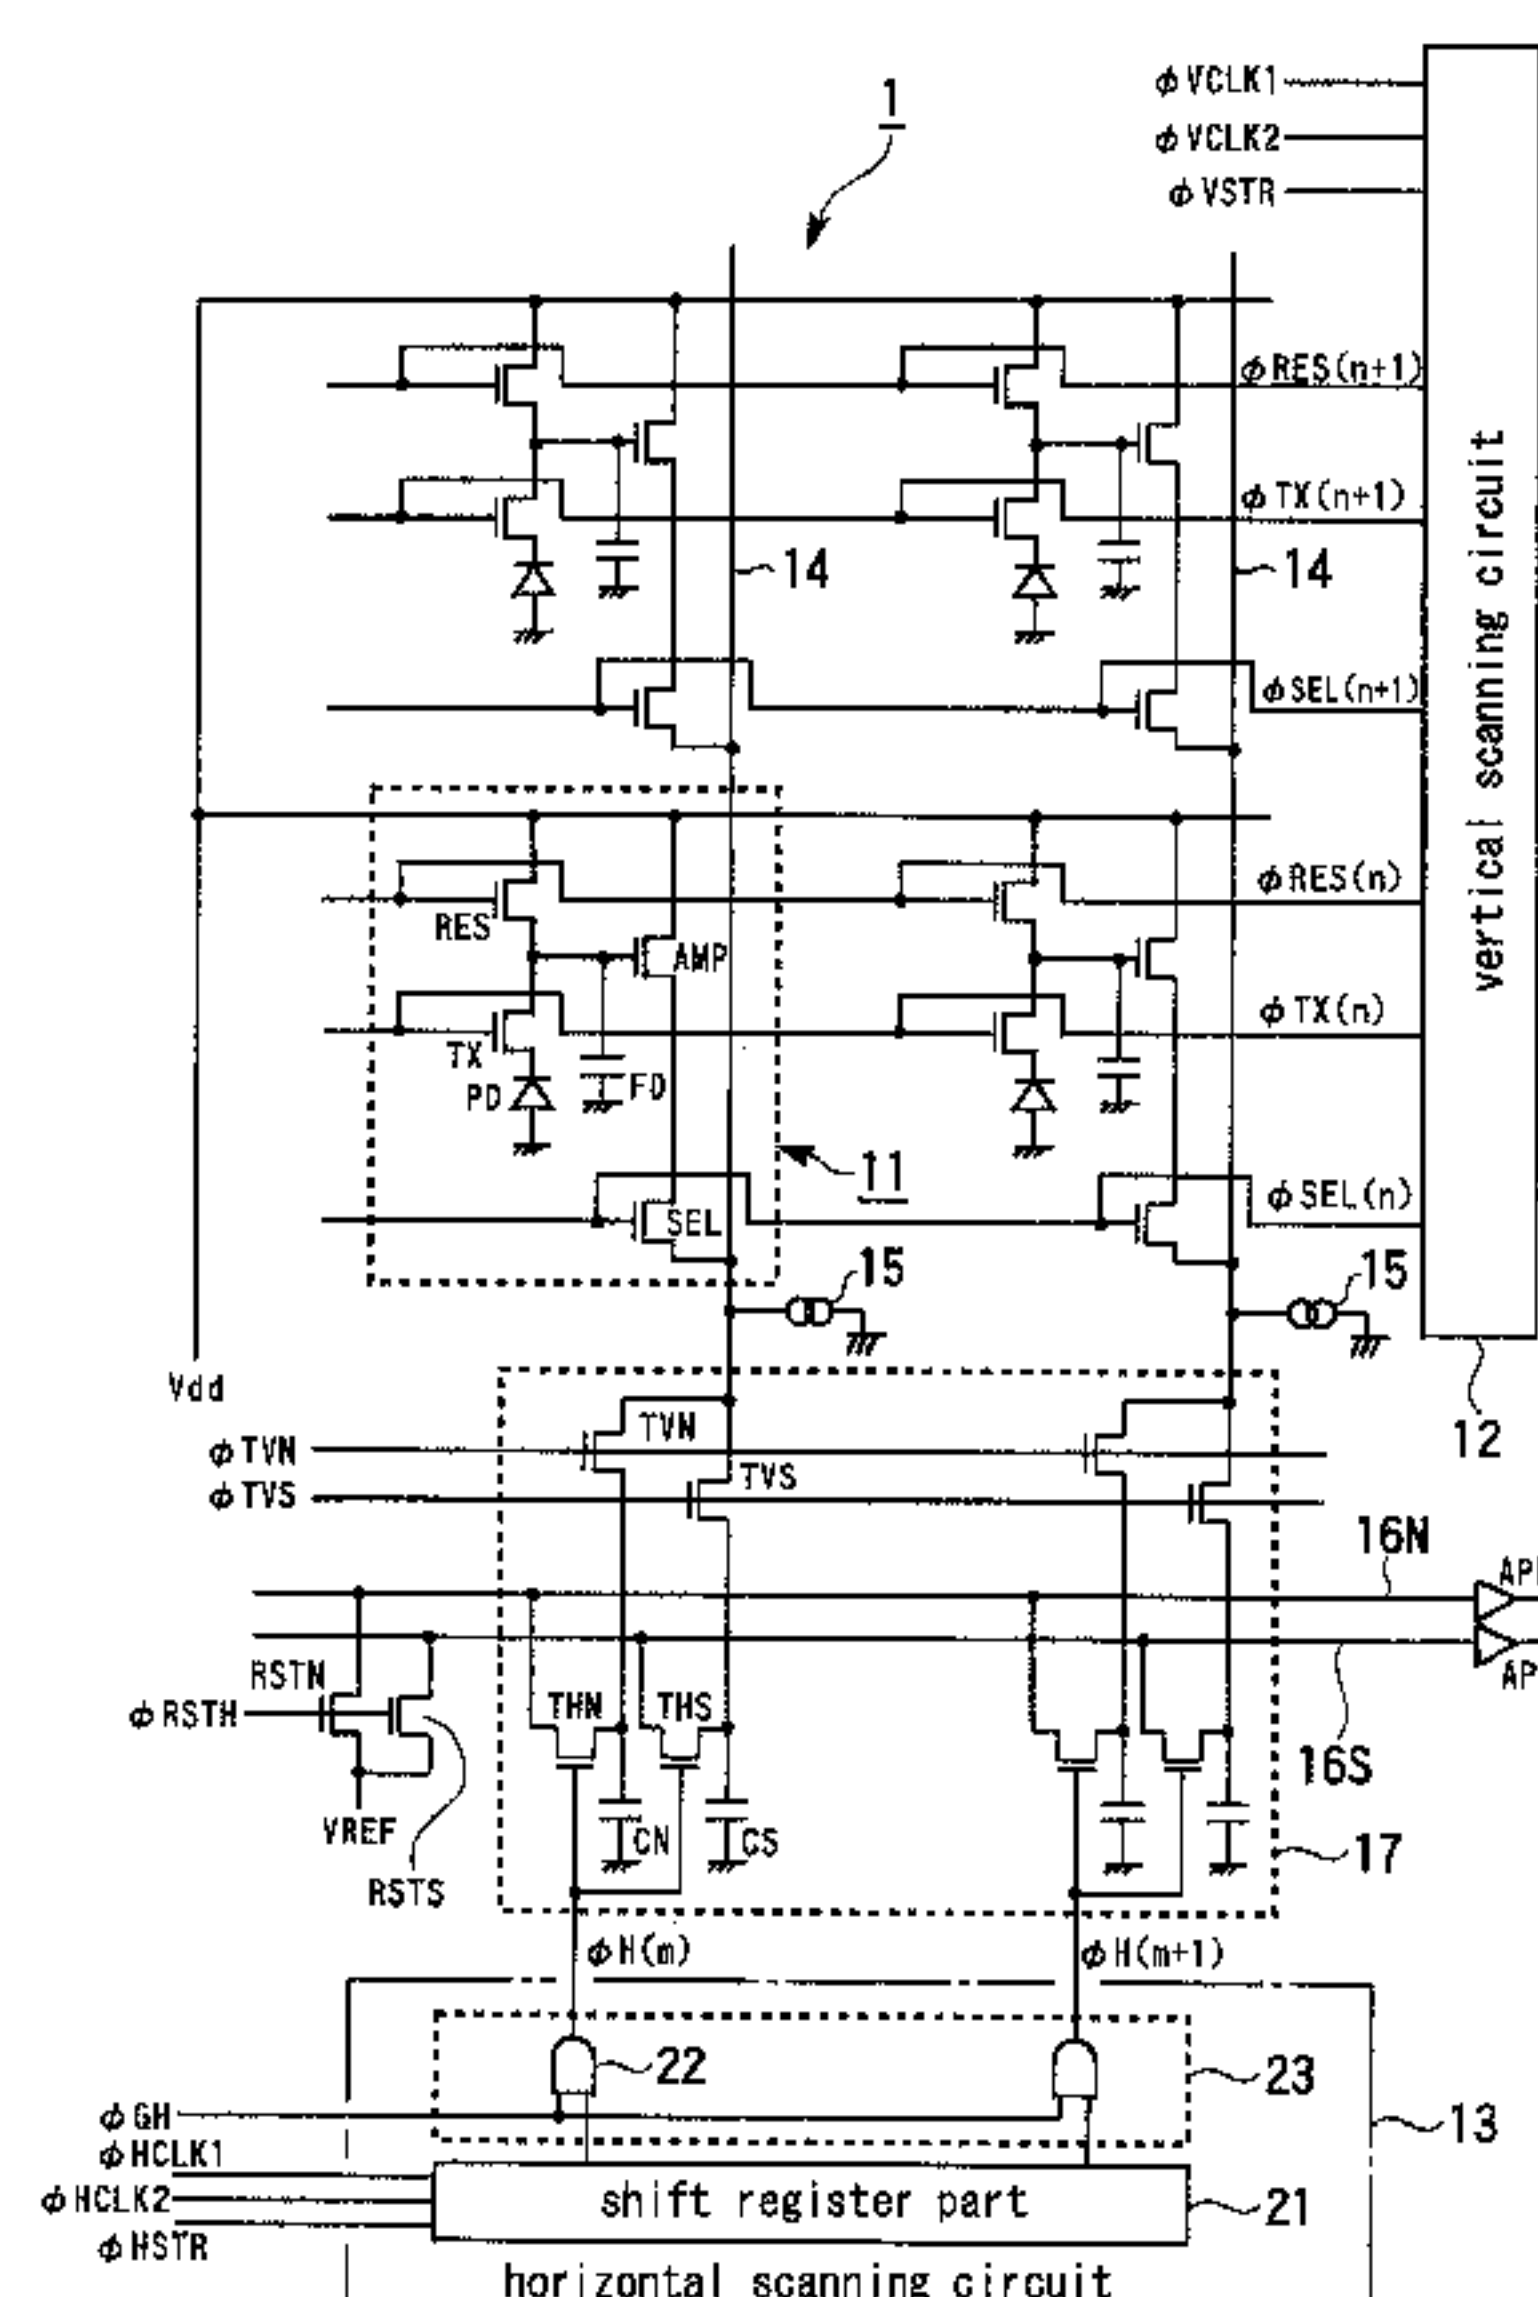 1
φVCLK1
φVCLK2
φVSTR
φRES(n+1)
φTX(n+1)
14
14
φSEL(n+1)
vertical scanning circuit
φRES(n)
RES
AMP
φTX(n)
TX
PD
FD
11
φSEL(n)
SEL
15
15
Vdd
12
φTVN
TVN
φTVS
TVS
16N
RSTN
φRSTH
THN
THS
16S
VREF
CN
CS
17
RSTS
φH(m)
φH(m+1)
22
23
φGH
13
φHCLK1
φHCLK2
shift register part
21
φHSTR
horizontal scanning circuit